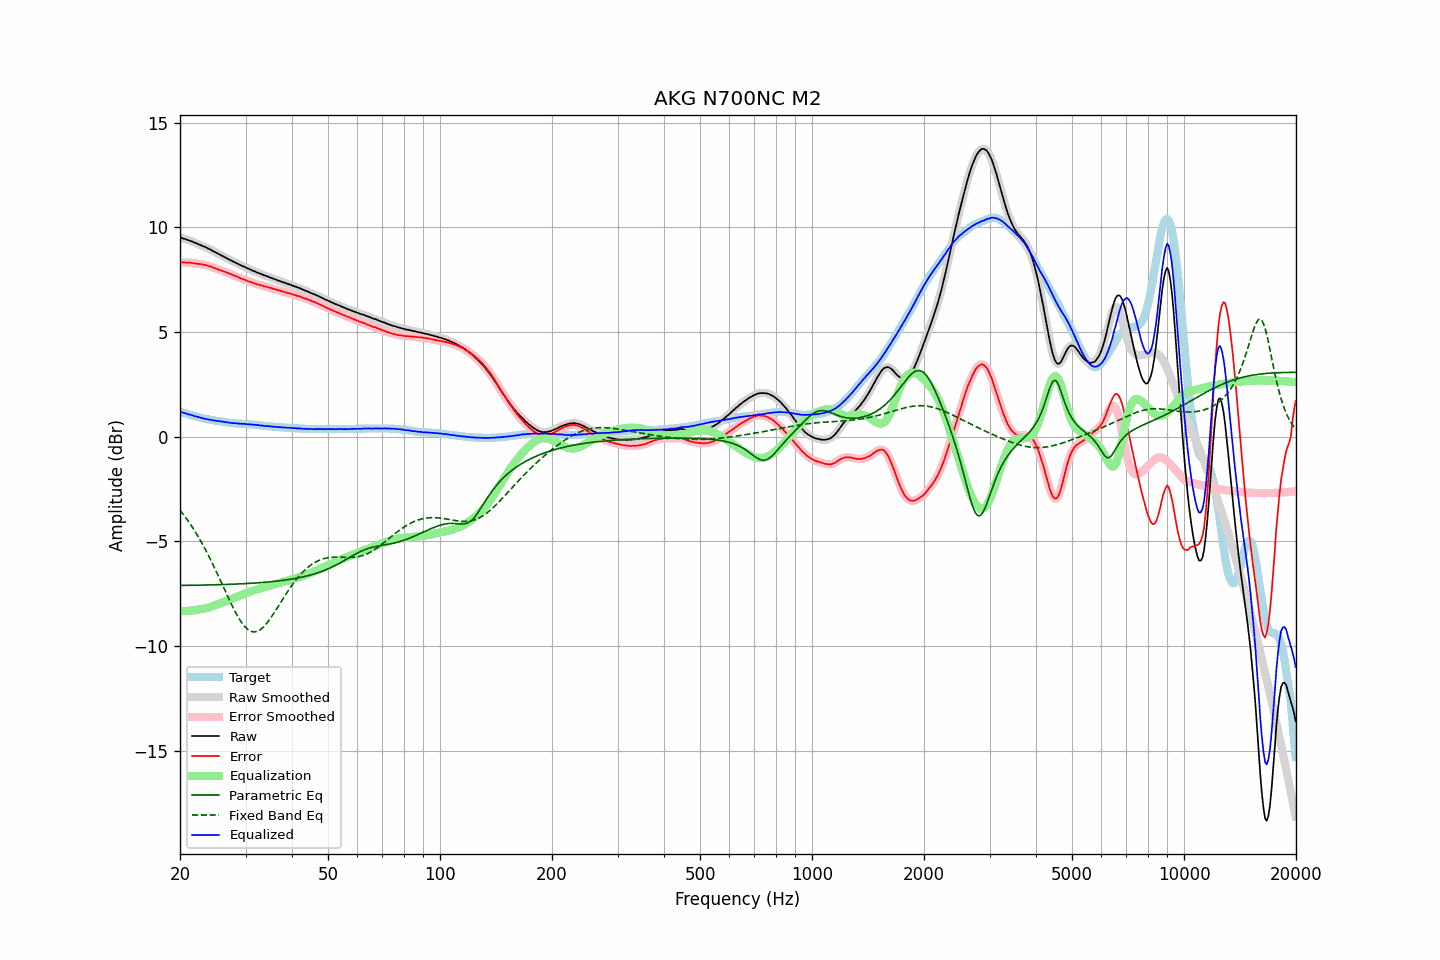 AKG N700NC M2
Amplitude (dBr)
15
10
5
0
−5
−10
−15
Target
Raw Smoothed
Error Smoothed
Raw
Error
Equalization
Parametric Eq
Fixed Band Eq
Equalized
20
50
100
200
500
1000
2000
5000
10000
20000
Frequency (Hz)